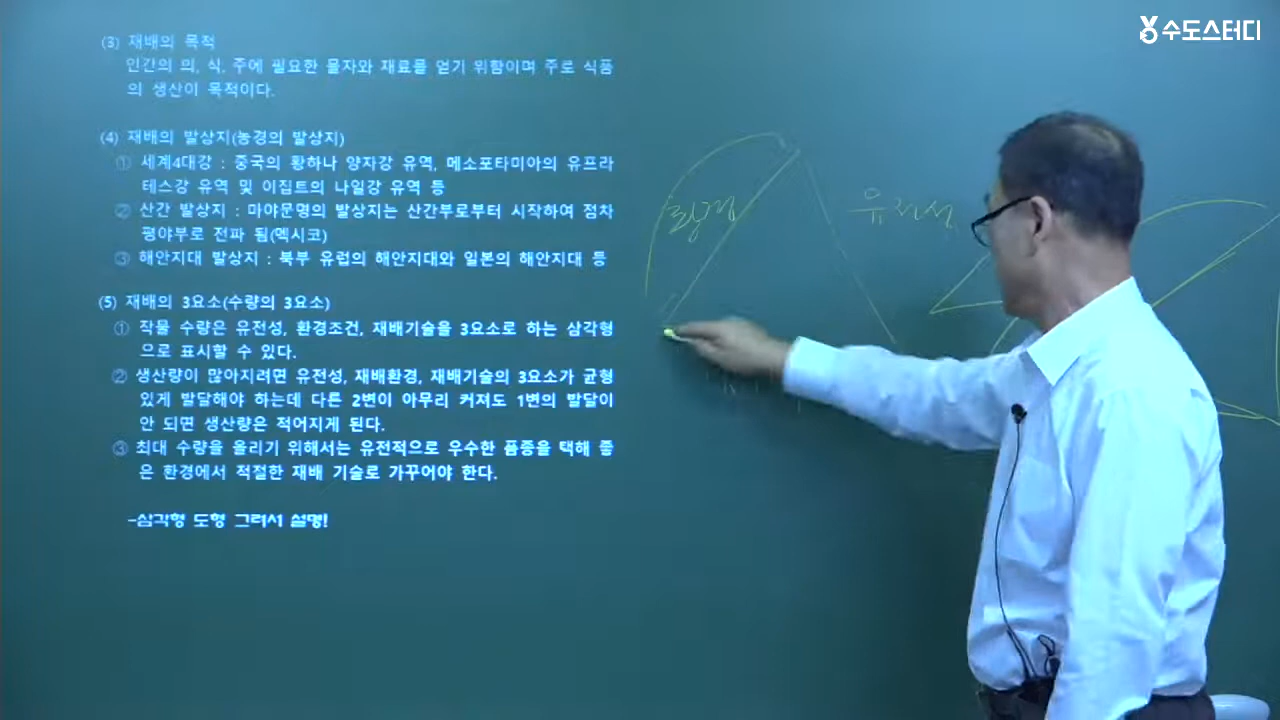 수도스터디
(3) 재배의 목적
인간의 의, 식, 주에 필요한 물자와 재료를 얻기 위함이며 주로 식품
의 생산이 목적이다.
(4) 재배의 발상지(농경의 발상지)
① 세계4대강 : 중국의 황하나 양자강 유역, 메소포타미아의 유프라
테스강 유역 및 이집트의 나일강 유역 등
② 산간 발상지 : 마야문명의 발상지는 산간부로부터 시작하여 점차
평야부로 전파 됨(멕시코)
③ 해안지대 발상지 : 북부 유럽의 해안지대와 일본의 해안지대 등
(5) 재배의 3요소(수량의 3요소)
① 작물 수량은 유전성, 환경조건, 재배기술을 3요소로 하는 삼각형
으로 표시할 수 있다.
② 생산량이 많아지려면 유전성, 재배환경, 재배기술의 3요소가 균형
있게 발달해야 하는데 다른 2변이 아무리 커져도 1변의 발달이
안 되면 생산량은 적어지게 된다.
③ 최대 수량을 올리기 위해서는 유전적으로 우수한 품종을 택해 좋
은 환경에서 적절한 재배 기술로 가꾸어야 한다.
-삼각형 도형 그려서 설명!
환경
유전성